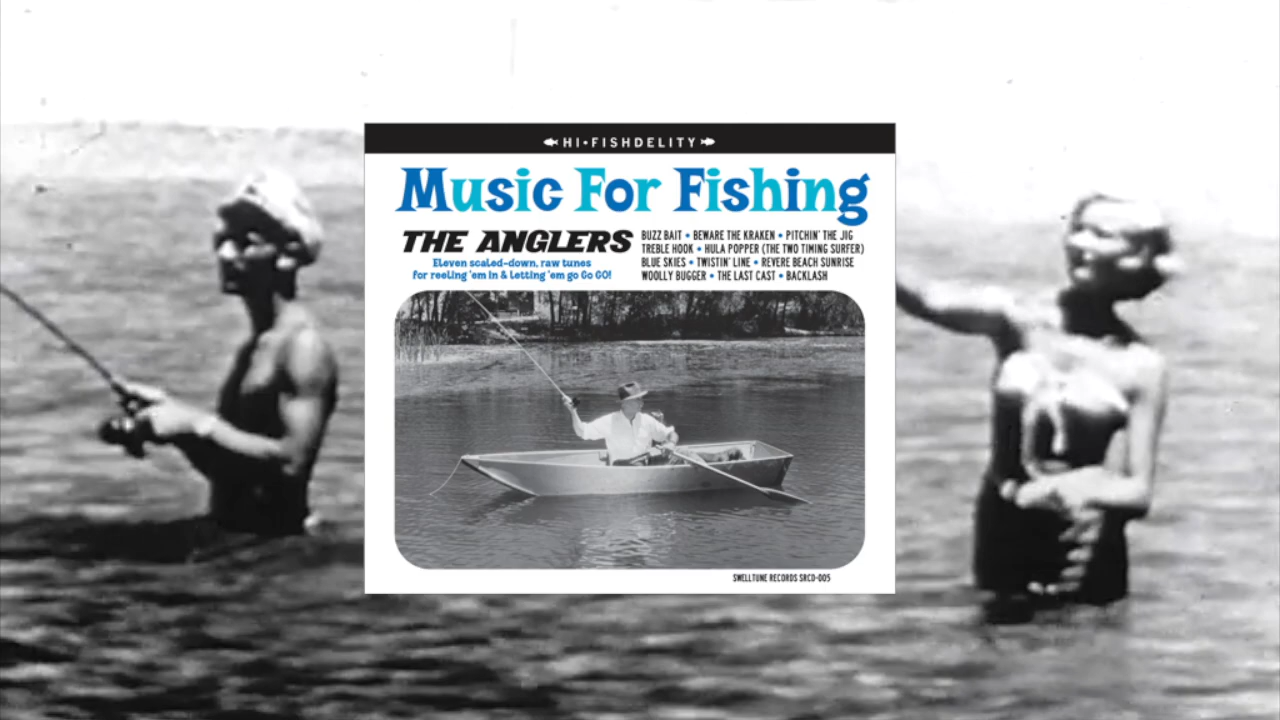 HI•FISHDELITY
Music For Fishing
THE ANGLERS
Eleven scaled-down, raw tunes
for reeling 'em in & letting 'em go Go GO!
BUZZ BAIT • BEWARE THE KRAKEN • PITCHIN' THE JIG
TREBLE HOOK • HULA POPPER (THE TWO TIMING SURFER)
BLUE SKIES • TWISTIN' LINE • REVERE BEACH SUNRISE
WOOLLY BUGGER • THE LAST CAST • BACKLASH
SWELLTUNE RECORDS SRCD-005